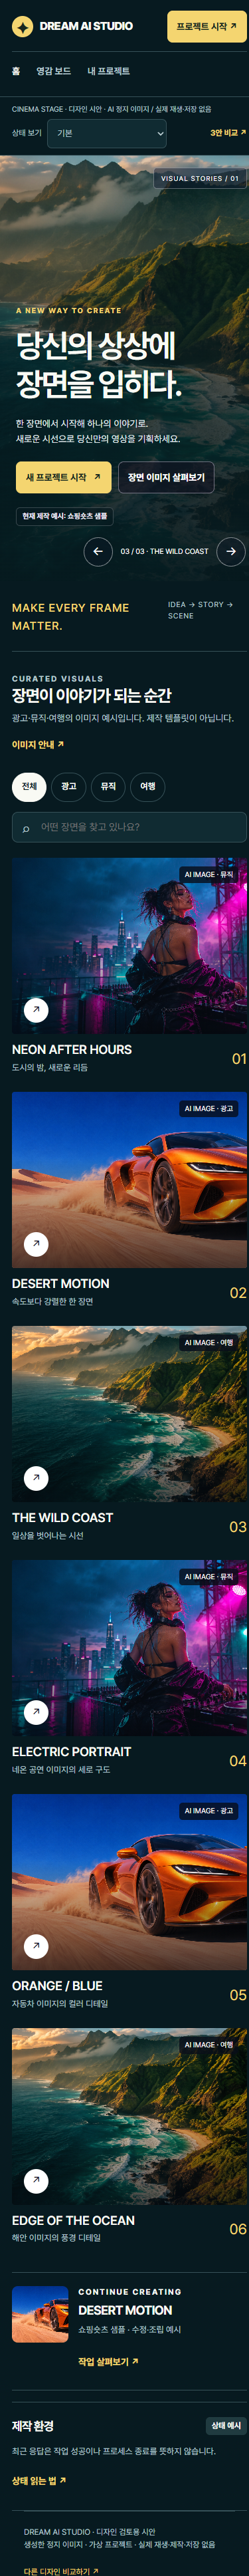 DREAM AI STUDIO
프로젝트 시작 ↗
홈 영감 보드 내 프로젝트
CINEMA STAGE · 디자인 시안 · AI 정지 이미지 / 실제 재생·저장 없음
상태 보기 기본 3안 비교 ↗
VISUAL STORIES / 01
A NEW WAY TO CREATE
당신의 상상에
장면을 입히다.
한 장면에서 시작해 하나의 이야기로.
새로운 시선으로 당신만의 영상을 기획하세요.
새 프로젝트 시작 ↗ 장면 이미지 살펴보기
현재 제작 예시: 쇼핑숏츠 샘플
← 03 / 03 · THE WILD COAST →
MAKE EVERY FRAME
MATTER.
IDEA → STORY →
SCENE
CURATED VISUALS
장면이 이야기가 되는 순간
광고·뮤직·여행의 이미지 예시입니다. 제작 템플릿이 아닙니다.
이미지 안내 ↗
전체 광고 뮤직 여행
어떤 장면을 찾고 있나요?
AI IMAGE · 뮤직
↗
NEON AFTER HOURS
도시의 밤, 새로운 리듬
01
AI IMAGE · 광고
↗
DESERT MOTION
속도보다 강렬한 한 장면
02
AI IMAGE · 여행
↗
THE WILD COAST
일상을 벗어나는 시선
03
AI IMAGE · 뮤직
↗
ELECTRIC PORTRAIT
네온 공연 이미지의 세로 구도
04
AI IMAGE · 광고
↗
ORANGE / BLUE
자동차 이미지의 컬러 디테일
05
AI IMAGE · 여행
↗
EDGE OF THE OCEAN
해안 이미지의 풍경 디테일
06
CONTINUE CREATING
DESERT MOTION
쇼핑숏츠 샘플 · 수정·조립 예시
작업 살펴보기 ↗
제작 환경
상태 예시
최근 응답은 작업 성공이나 프로세스 종료를 뜻하지 않습니다.
상태 읽는 법 ↗
DREAM AI STUDIO · 디자인 검토용 시안
생성한 정지 이미지 · 가상 프로젝트 · 실제 재생·제작·저장 없음
다른 디자인 비교하기 ↗